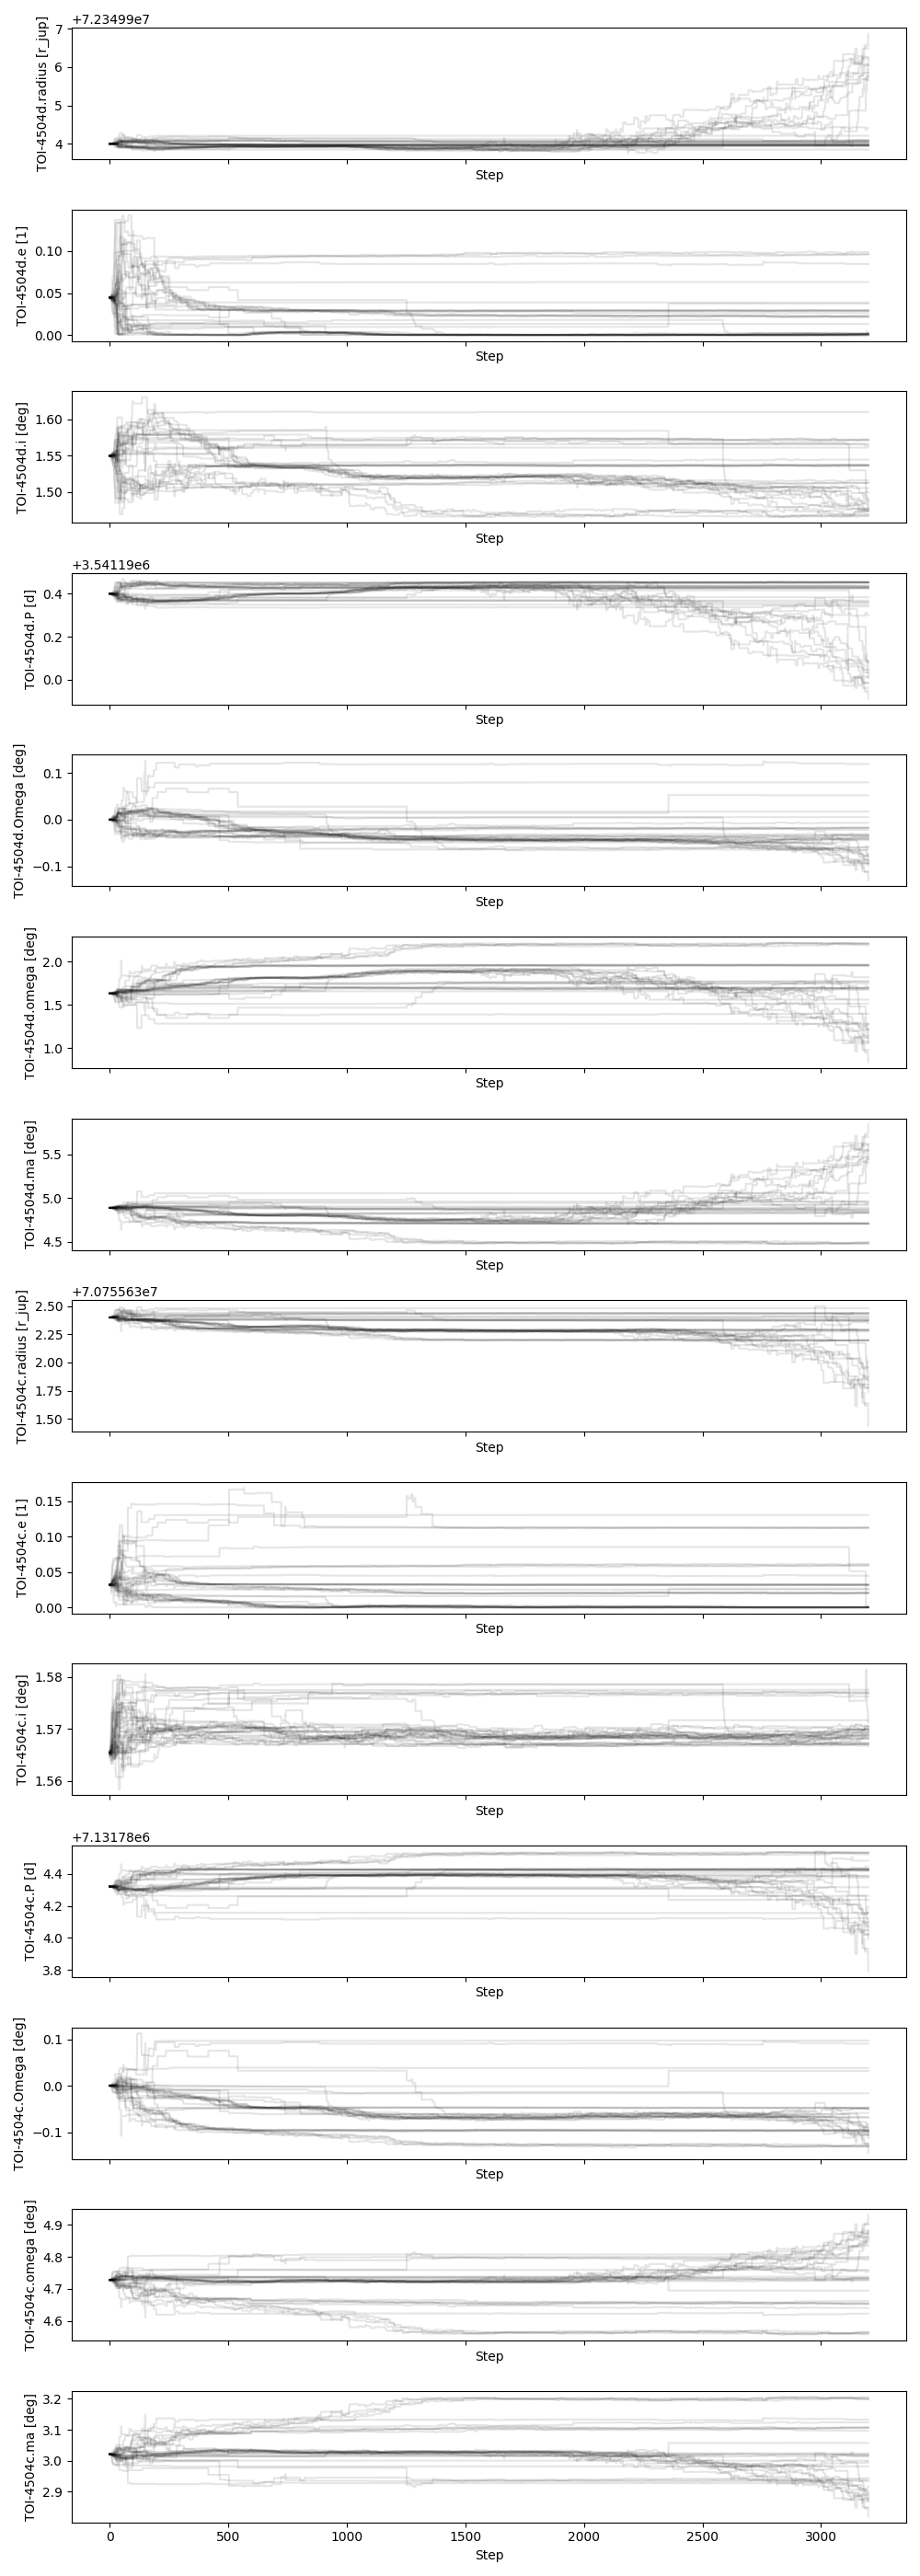 +7.23499e7
TOI-4504d.radius [r_jup]
7
6
5
4
Step
TOI-4504d.e [1]
0.10
0.05
0.00
Step
TOI-4504d.i [deg]
1.60
1.55
1.50
Step
+3.54119e6
TOI-4504d.P [d]
0.4
0.2
0.0
Step
TOI-4504d.Omega [deg]
0.1
0.0
−0.1
Step
TOI-4504d.omega [deg]
2.0
1.5
1.0
Step
TOI-4504d.ma [deg]
5.5
5.0
4.5
Step
+7.075563e7
TOI-4504c.radius [r_jup]
2.50
2.25
2.00
1.75
1.50
Step
TOI-4504c.e [1]
0.15
0.10
0.05
0.00
Step
TOI-4504c.i [deg]
1.58
1.57
1.56
Step
+7.13178e6
TOI-4504c.P [d]
4.4
4.2
4.0
3.8
Step
TOI-4504c.Omega [deg]
0.1
0.0
−0.1
Step
TOI-4504c.omega [deg]
4.9
4.8
4.7
4.6
Step
TOI-4504c.ma [deg]
3.2
3.1
3.0
2.9
0 500 1000 1500 2000 2500 3000
Step